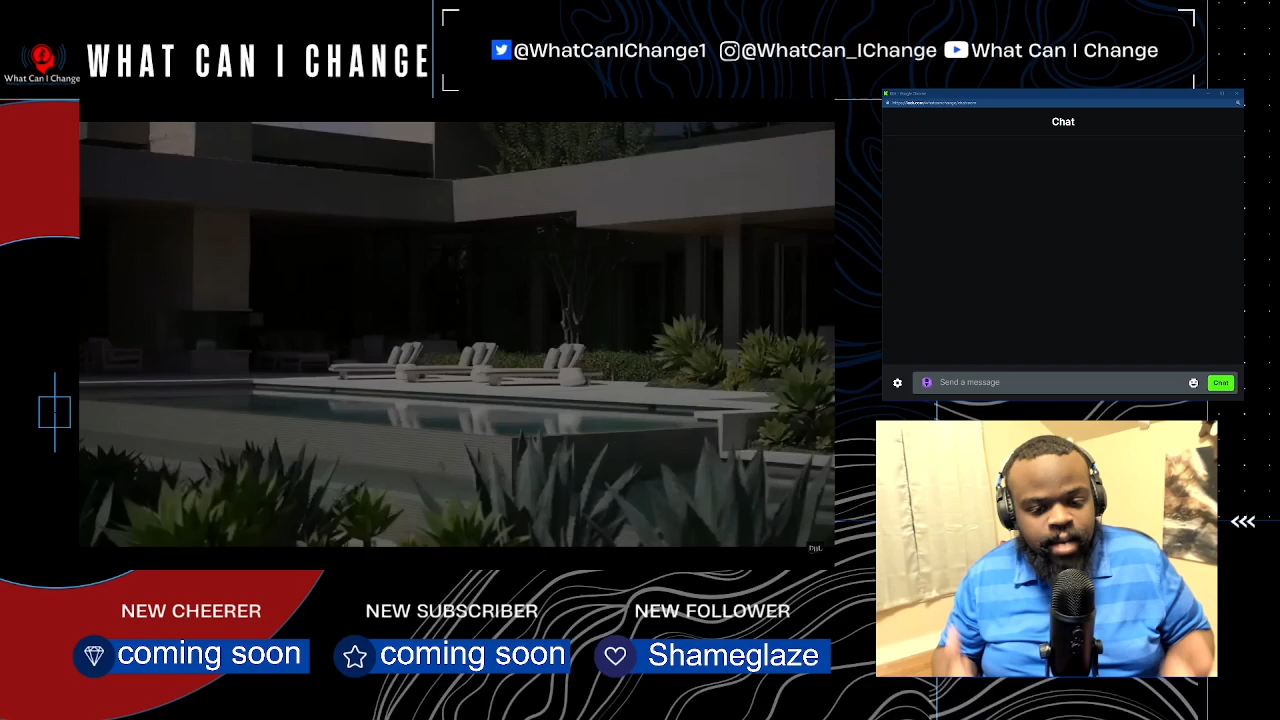 What Can I Change
WHAT CAN I CHANGE
@WhatCanIChange1
@WhatCan_IChange
What Can I Change
Chat
Send a message
Chat
NEW CHEERER
NEW SUBSCRIBER
NEW FOLLOWER
coming soon
coming soon
Shameglaze